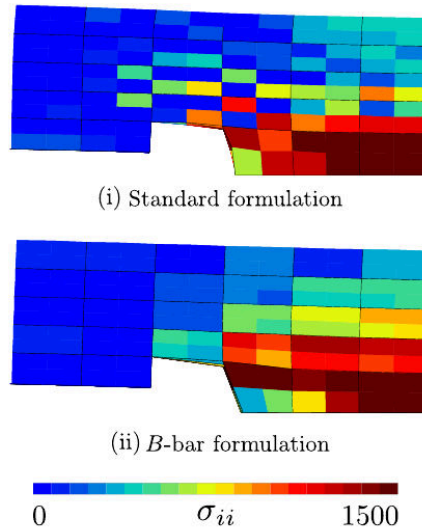 (i) Standard formulation
(ii) B-bar formulation
0 σii 1500